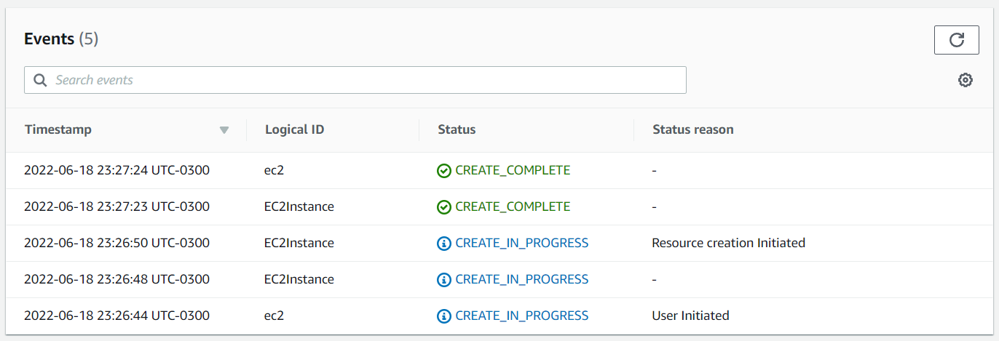 Events (5)
Search events
Timestamp Logical ID Status Status reason
2022-06-18 23:27:24 UTC-0300 ec2 CREATE_COMPLETE -
2022-06-18 23:27:23 UTC-0300 EC2Instance CREATE_COMPLETE -
2022-06-18 23:26:50 UTC-0300 EC2Instance CREATE_IN_PROGRESS Resource creation Initiated
2022-06-18 23:26:48 UTC-0300 EC2Instance CREATE_IN_PROGRESS -
2022-06-18 23:26:44 UTC-0300 ec2 CREATE_IN_PROGRESS User Initiated